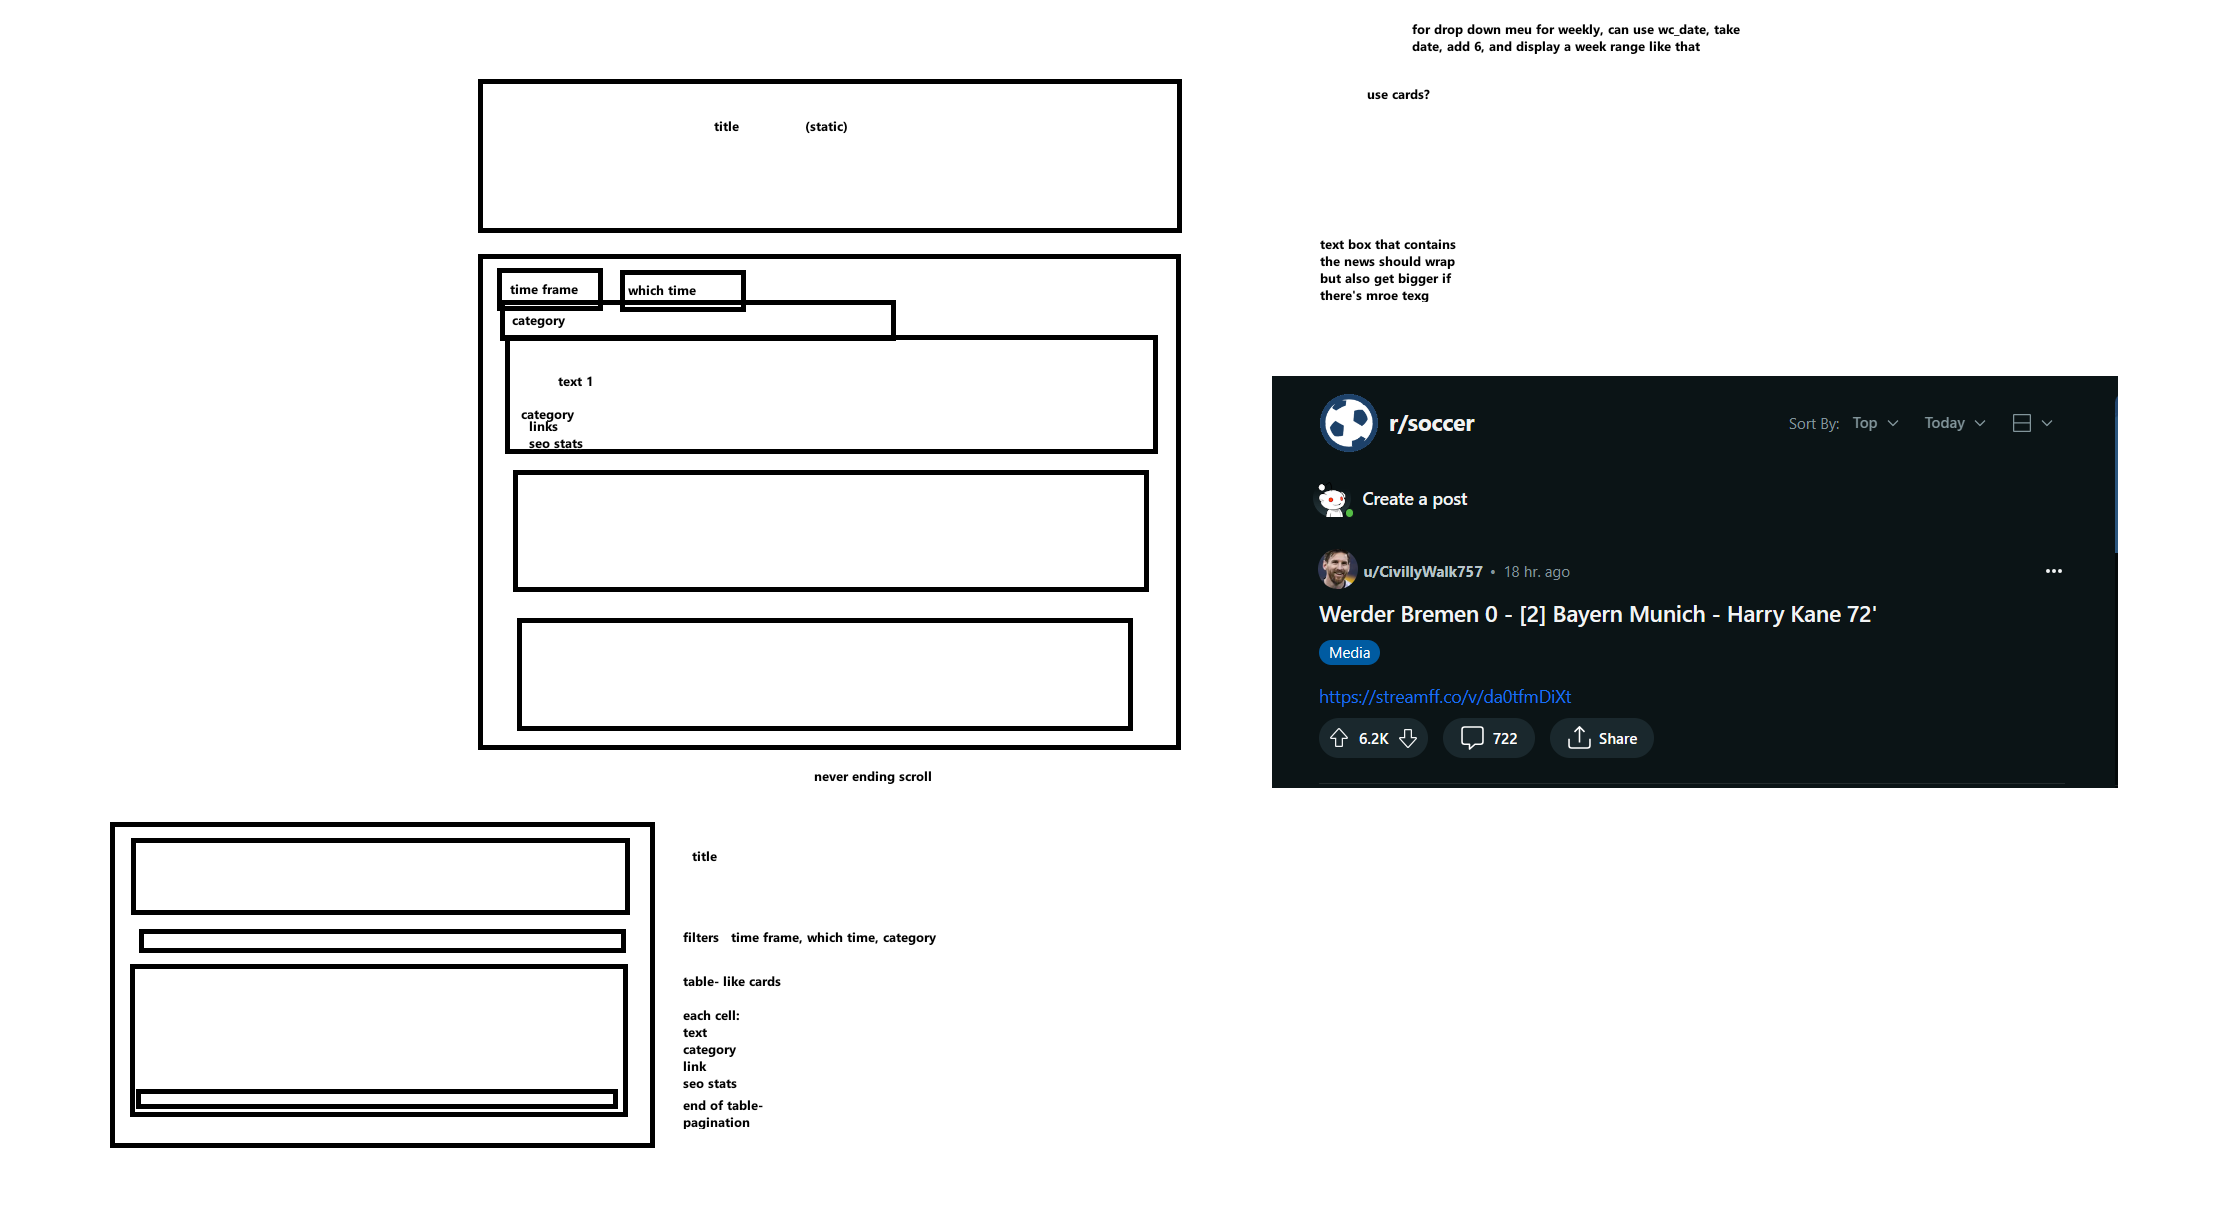 for drop down meu for weekly, can use wc_date, take
date, add 6, and display a week range like that
use cards?
title (static)
text box that contains
the news should wrap
but also get bigger if
there's mroe texg
time frame which time
category
text 1
category
links
seo stats
never ending scroll
r/soccer Sort By: Top Today
Create a post
u/CivillyWalk757 • 18 hr. ago
Werder Bremen 0 - [2] Bayern Munich - Harry Kane 72'
Media
https://streamff.co/v/da0tfmDiXt
6.2K 722 Share
title
filters time frame, which time, category
table- like cards
each cell:
text
category
link
seo stats
end of table-
pagination